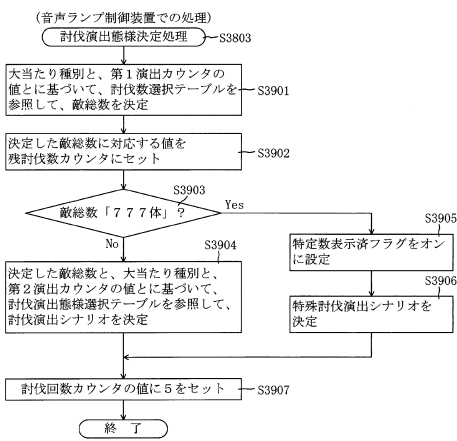 (音声ランプ制御装置での処理)
討伐演出態様決定処理
S3803
大当たり種別と、第1演出カウンタの
値とに基づいて、討伐数選択テーブルを
参照して、敵総数を決定
S3901
決定した敵総数に対応する値を
残討伐数カウンタにセット
S3902
S3903
敵総数「777体」?
Yes
No
S3904
決定した敵総数と、大当たり種別と、
第2演出カウンタの値とに基づいて、
討伐演出態様選択テーブルを参照して、
討伐演出シナリオを決定
S3905
特定数表示済フラグをオン
に設定
S3906
特殊討伐演出シナリオを
決定
討伐回数カウンタの値に5をセット
S3907
終 了